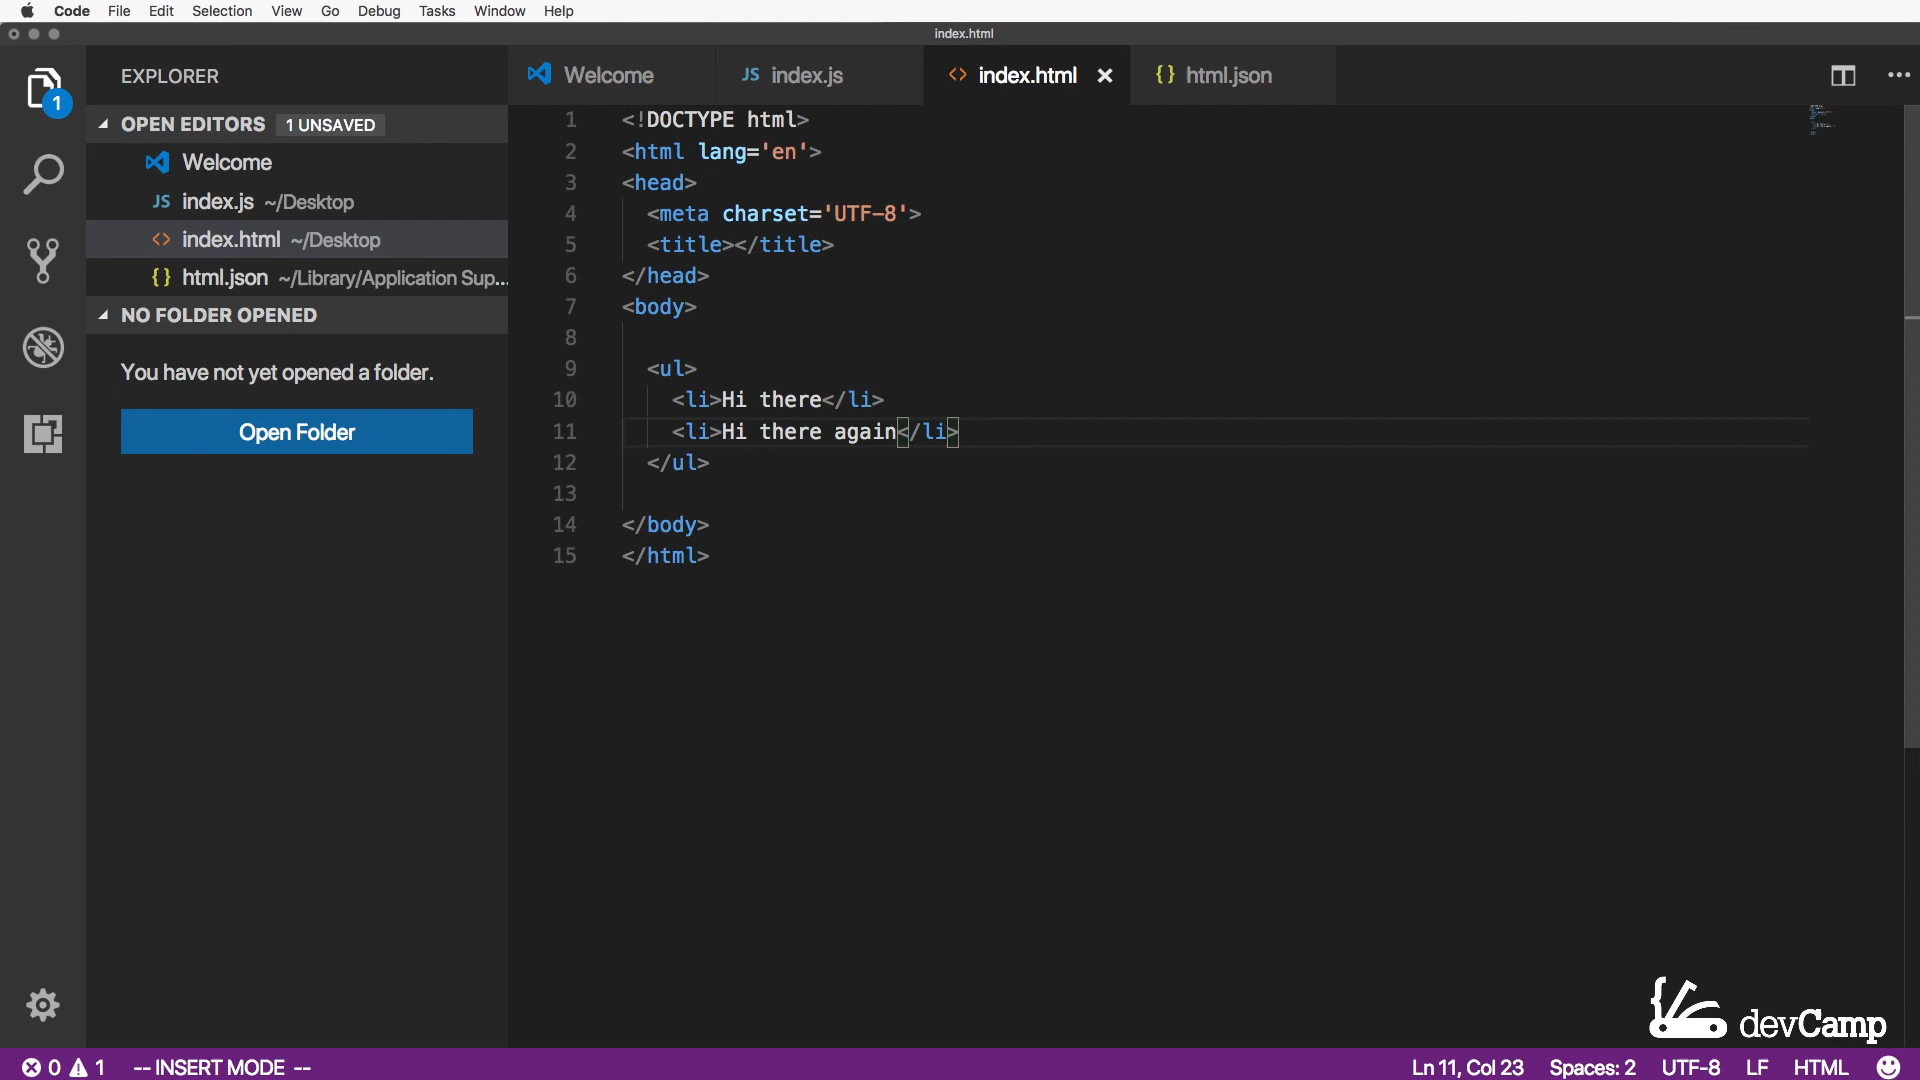 Code File Edit Selection View Go Debug Tasks Window Help
index.html
EXPLORER
1
OPEN EDITORS 1 UNSAVED
Welcome
JS index.js ~/Desktop
<> index.html ~/Desktop
{} html.json ~/Library/Application Sup...
NO FOLDER OPENED
You have not yet opened a folder.
Open Folder
Welcome JS index.js <> index.html × {} html.json
1 <!DOCTYPE html>
2 <html lang='en'>
3 <head>
4 <meta charset='UTF-8'>
5 <title></title>
6 </head>
7 <body>
8
9 <ul>
10 <li>Hi there</li>
11 <li>Hi there again</li>
12 </ul>
13
14 </body>
15 </html>
devCamp
0 1 -- INSERT MODE -- Ln 11, Col 23 Spaces: 2 UTF-8 LF HTML